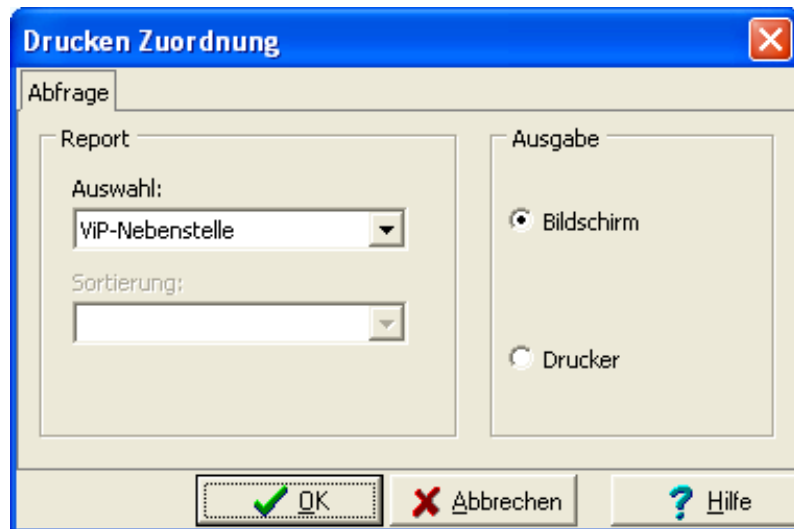 Drucken Zuordnung
Abfrage
Report
Auswahl:
ViP-Nebenstelle
Sortierung:
Ausgabe
Bildschirm
Drucker
OK
Abbrechen
Hilfe